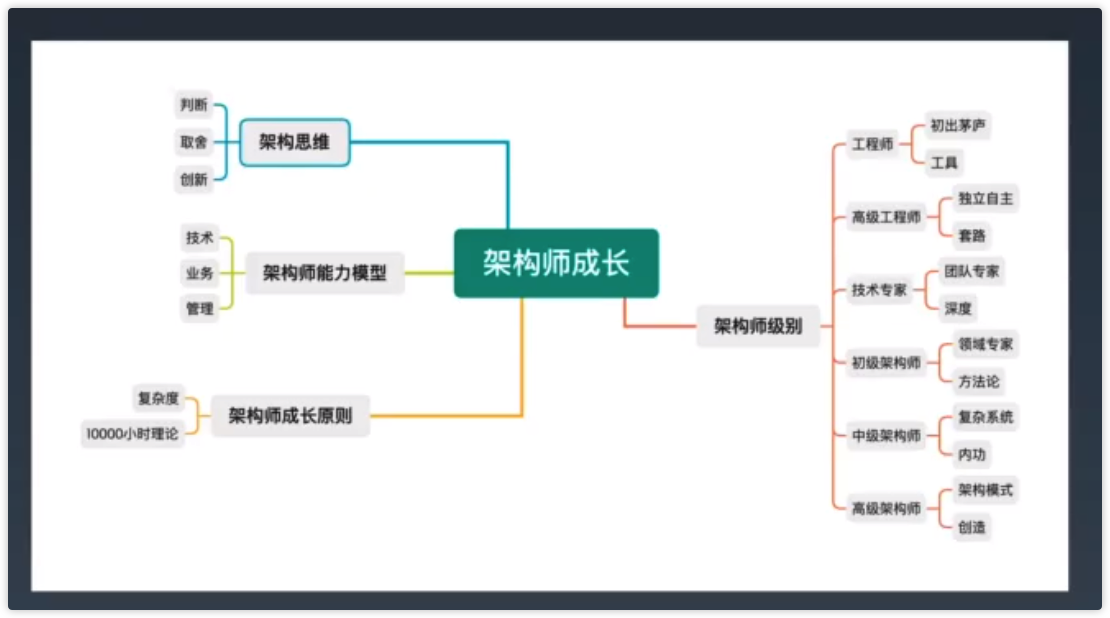 架构师成长
架构思维
判断
取舍
创新
架构师能力模型
技术
业务
管理
架构师成长原则
复杂度
10000小时理论
架构师级别
工程师
初出茅庐
工具
高级工程师
独立自主
套路
技术专家
团队专家
深度
初级架构师
领域专家
方法论
中级架构师
复杂系统
内功
高级架构师
架构模式
创造